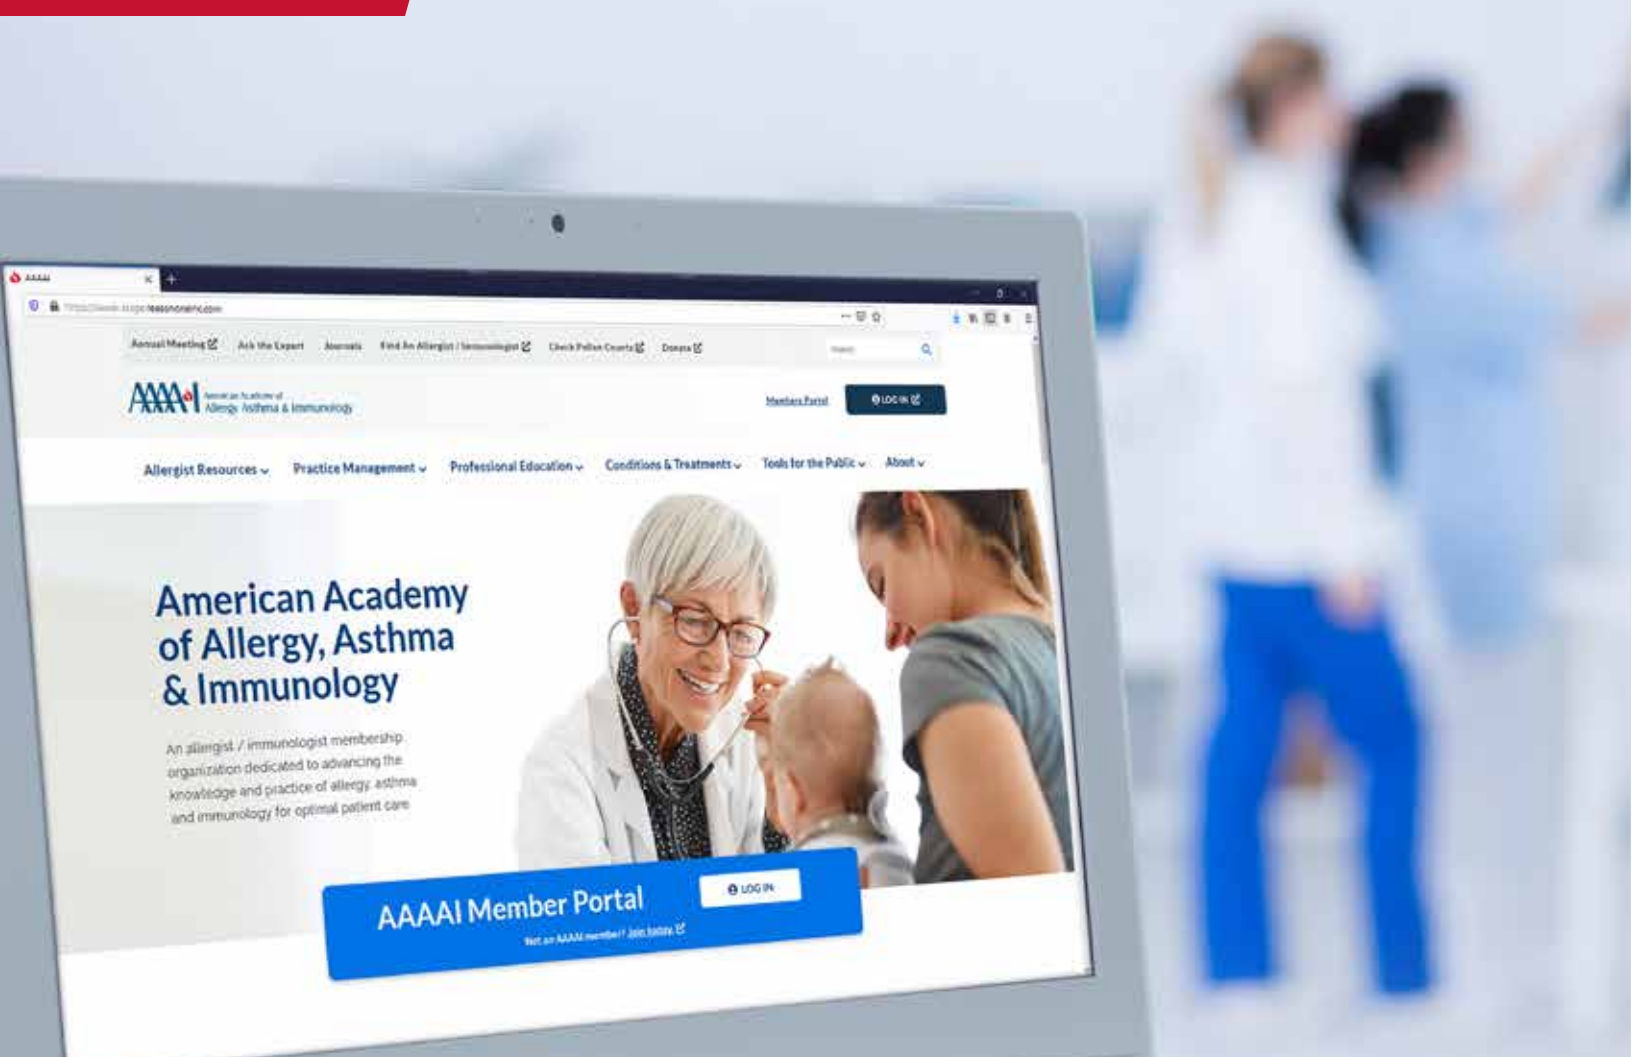 AAAAI
Annual Meeting Ask the Expert Journals Find An Allergist / Immunologist Check Pollen Counts Donate Search
AAAAI American Academy of
Allergy Asthma & Immunology
Members Portal LOG IN
Allergist Resources Practice Management Professional Education Conditions & Treatments Tools for the Public About
American Academy
of Allergy, Asthma
& Immunology
An allergist / immunologist membership
organization dedicated to advancing the
knowledge and practice of allergy, asthma
and immunology for optimal patient care
AAAAI Member Portal
LOG IN
Not an AAAAI member? Join today.